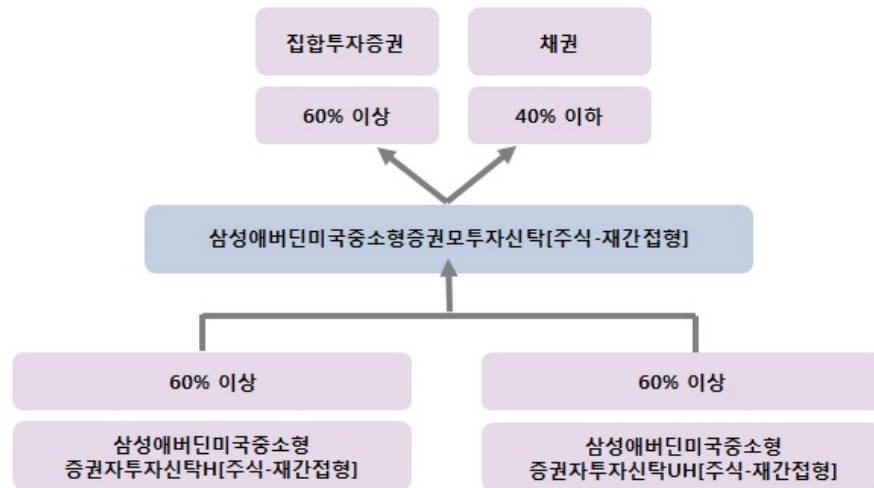 집합투자증권
채권
60% 이상
40% 이하
삼성애버딘미국중소형증권모투자신탁[주식-재간접형]
60% 이상
60% 이상
삼성애버딘미국중소형
증권자투자신탁H[주식-재간접형]
삼성애버딘미국중소형
증권자투자신탁UH[주식-재간접형]